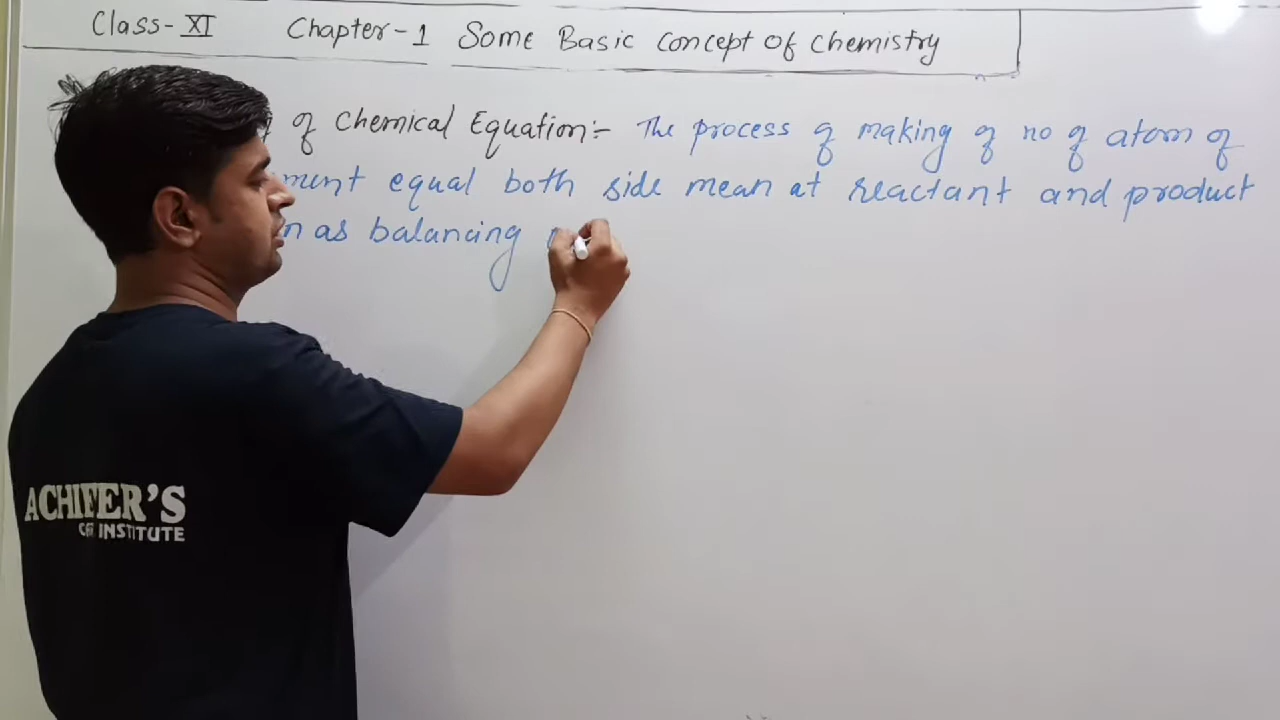 Class-XI Chapter-1 Some Basic Concept of Chemistry
of Chemical Equation:- The process of making of no of atom of
equal both side mean at reactant and product
as balancing
ACHIEVER'S
INSTITUTE